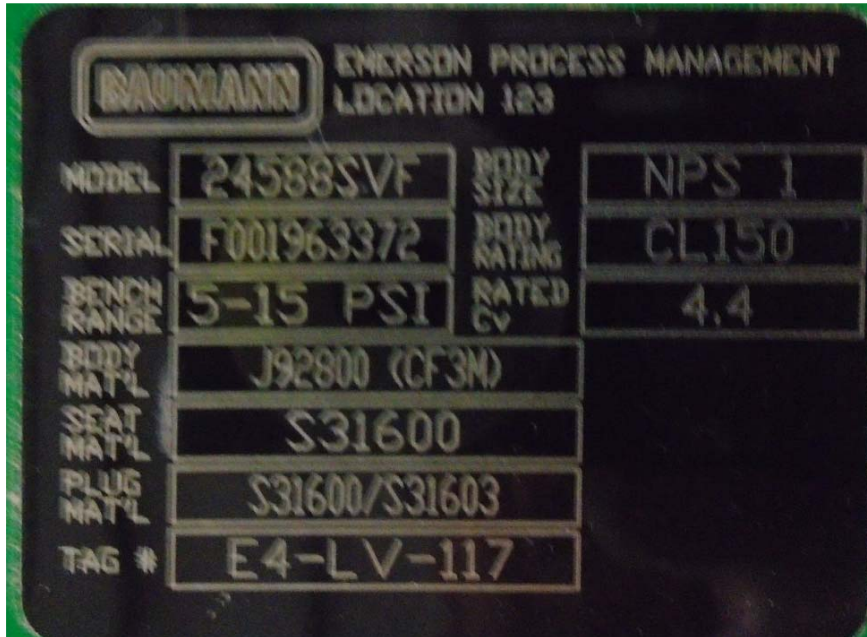 BAUMANN
EMERSON PROCESS MANAGEMENT
LOCATION 123
MODEL 24588SVF BODY SIZE NPS 1
SERIAL F001963372 BODY RATING CL150
BENCH RANGE 5-15 PSI RATED CV 4.4
BODY MAT'L J92800 (CF3M)
SEAT MAT'L S31600
PLUG MAT'L S31600/S31603
TAG # E4-LV-117